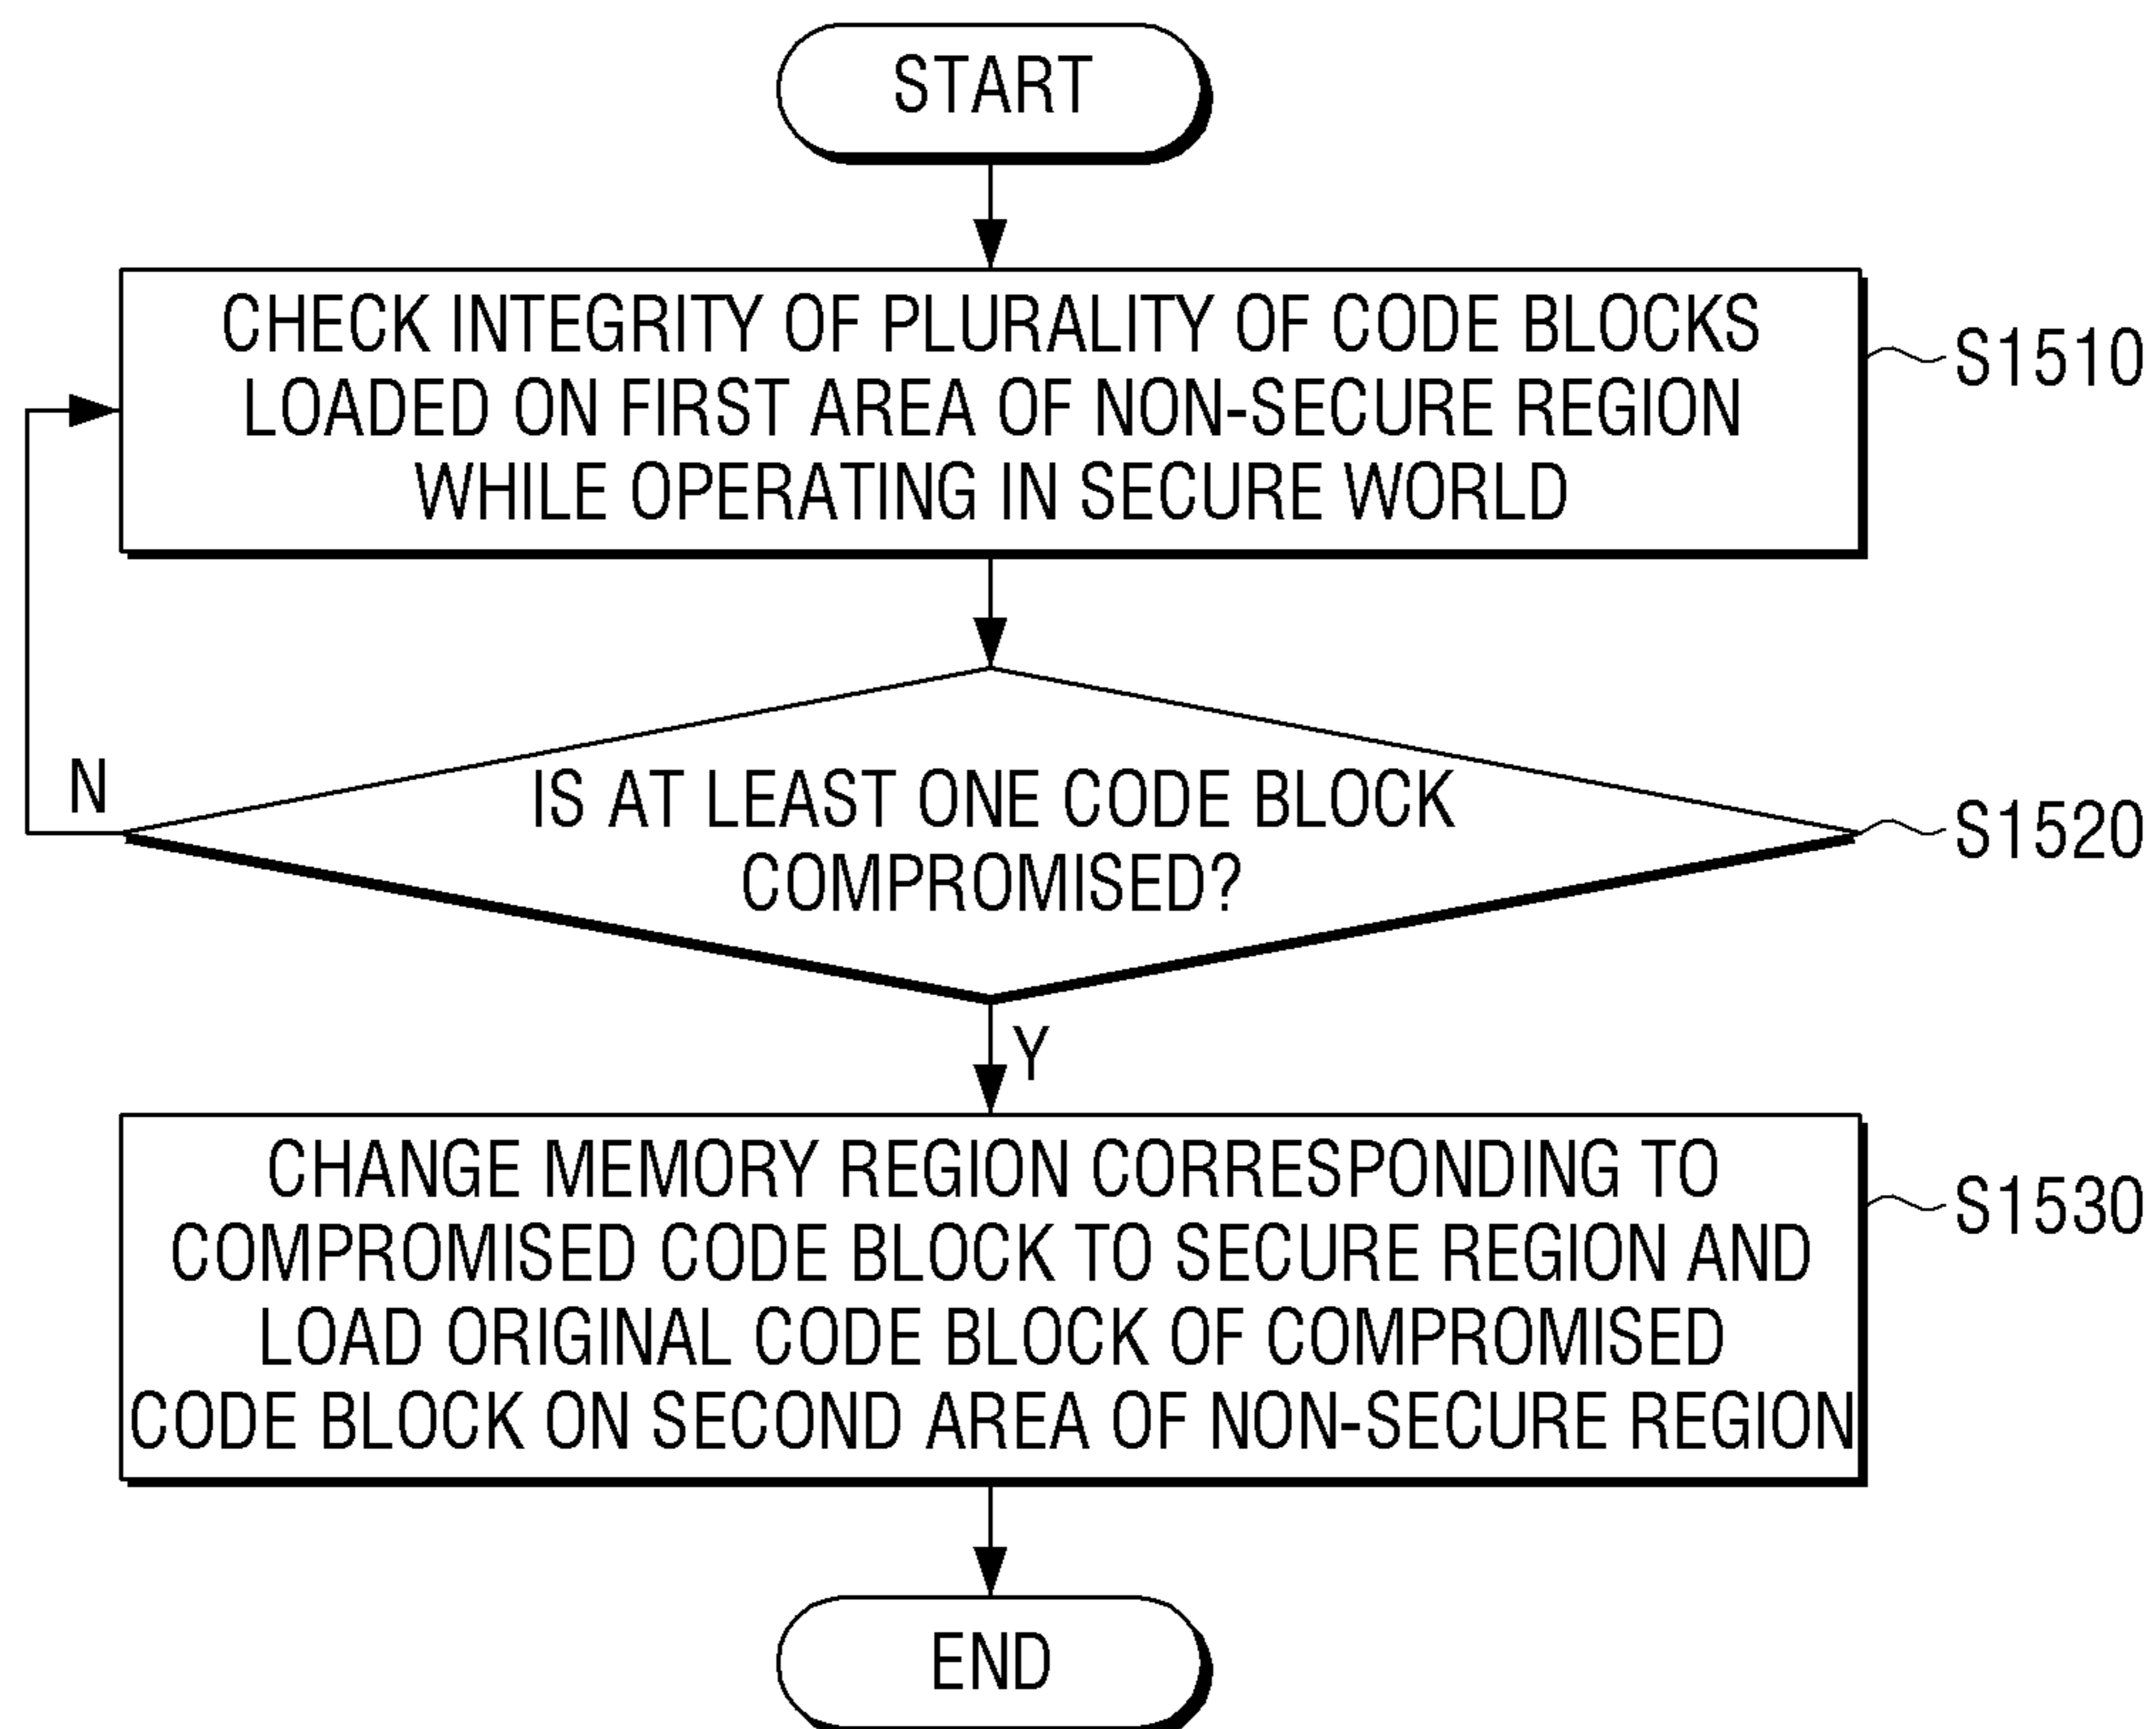 START
CHECK INTEGRITY OF PLURALITY OF CODE BLOCKS
LOADED ON FIRST AREA OF NON-SECURE REGION
WHILE OPERATING IN SECURE WORLD
S1510
N
IS AT LEAST ONE CODE BLOCK
COMPROMISED?
S1520
Y
CHANGE MEMORY REGION CORRESPONDING TO
COMPROMISED CODE BLOCK TO SECURE REGION AND
LOAD ORIGINAL CODE BLOCK OF COMPROMISED
CODE BLOCK ON SECOND AREA OF NON-SECURE REGION
S1530
END